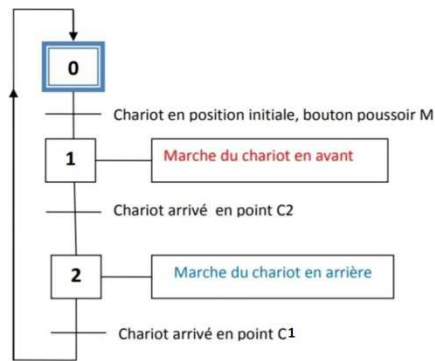 0
Chariot en position initiale, bouton poussoir M
1
Marche du chariot en avant
Chariot arrivé en point C2
2
Marche du chariot en arrière
Chariot arrivé en point C1